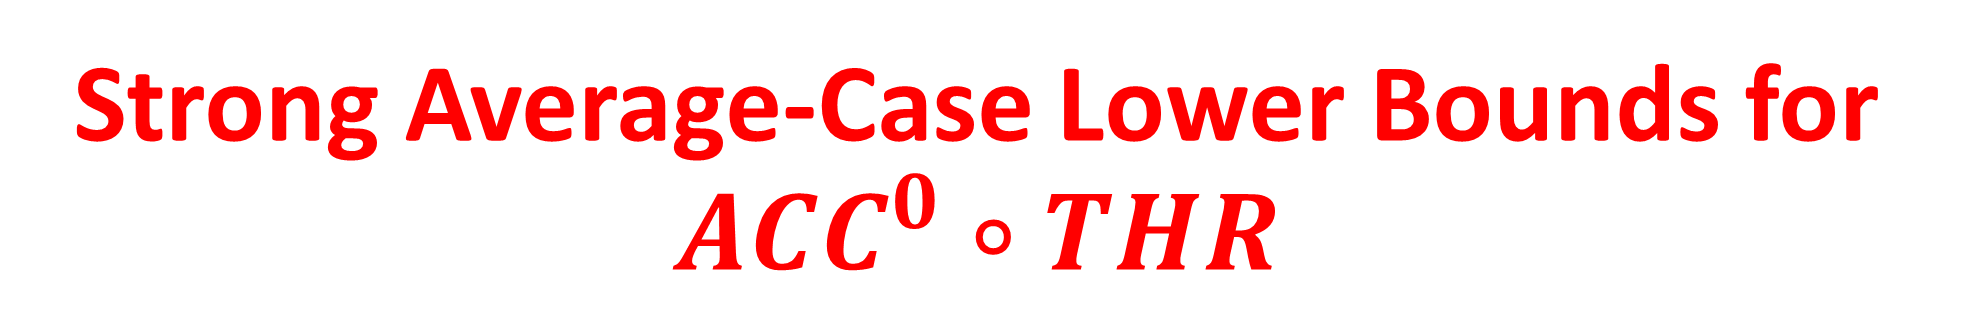 Strong Average-Case Lower Bounds for
𝑨𝑪𝑪⁰ ∘ 𝑻𝑯𝑹